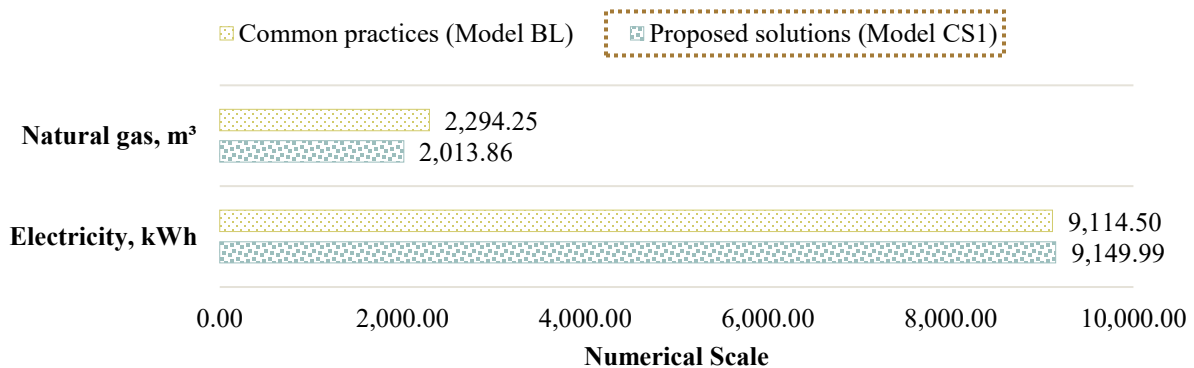 Common practices (Model BL) Proposed solutions (Model CS1)
Natural gas, m³
2,294.25
2,013.86
Electricity, kWh
9,114.50
9,149.99
0.00 2,000.00 4,000.00 6,000.00 8,000.00 10,000.00
Numerical Scale